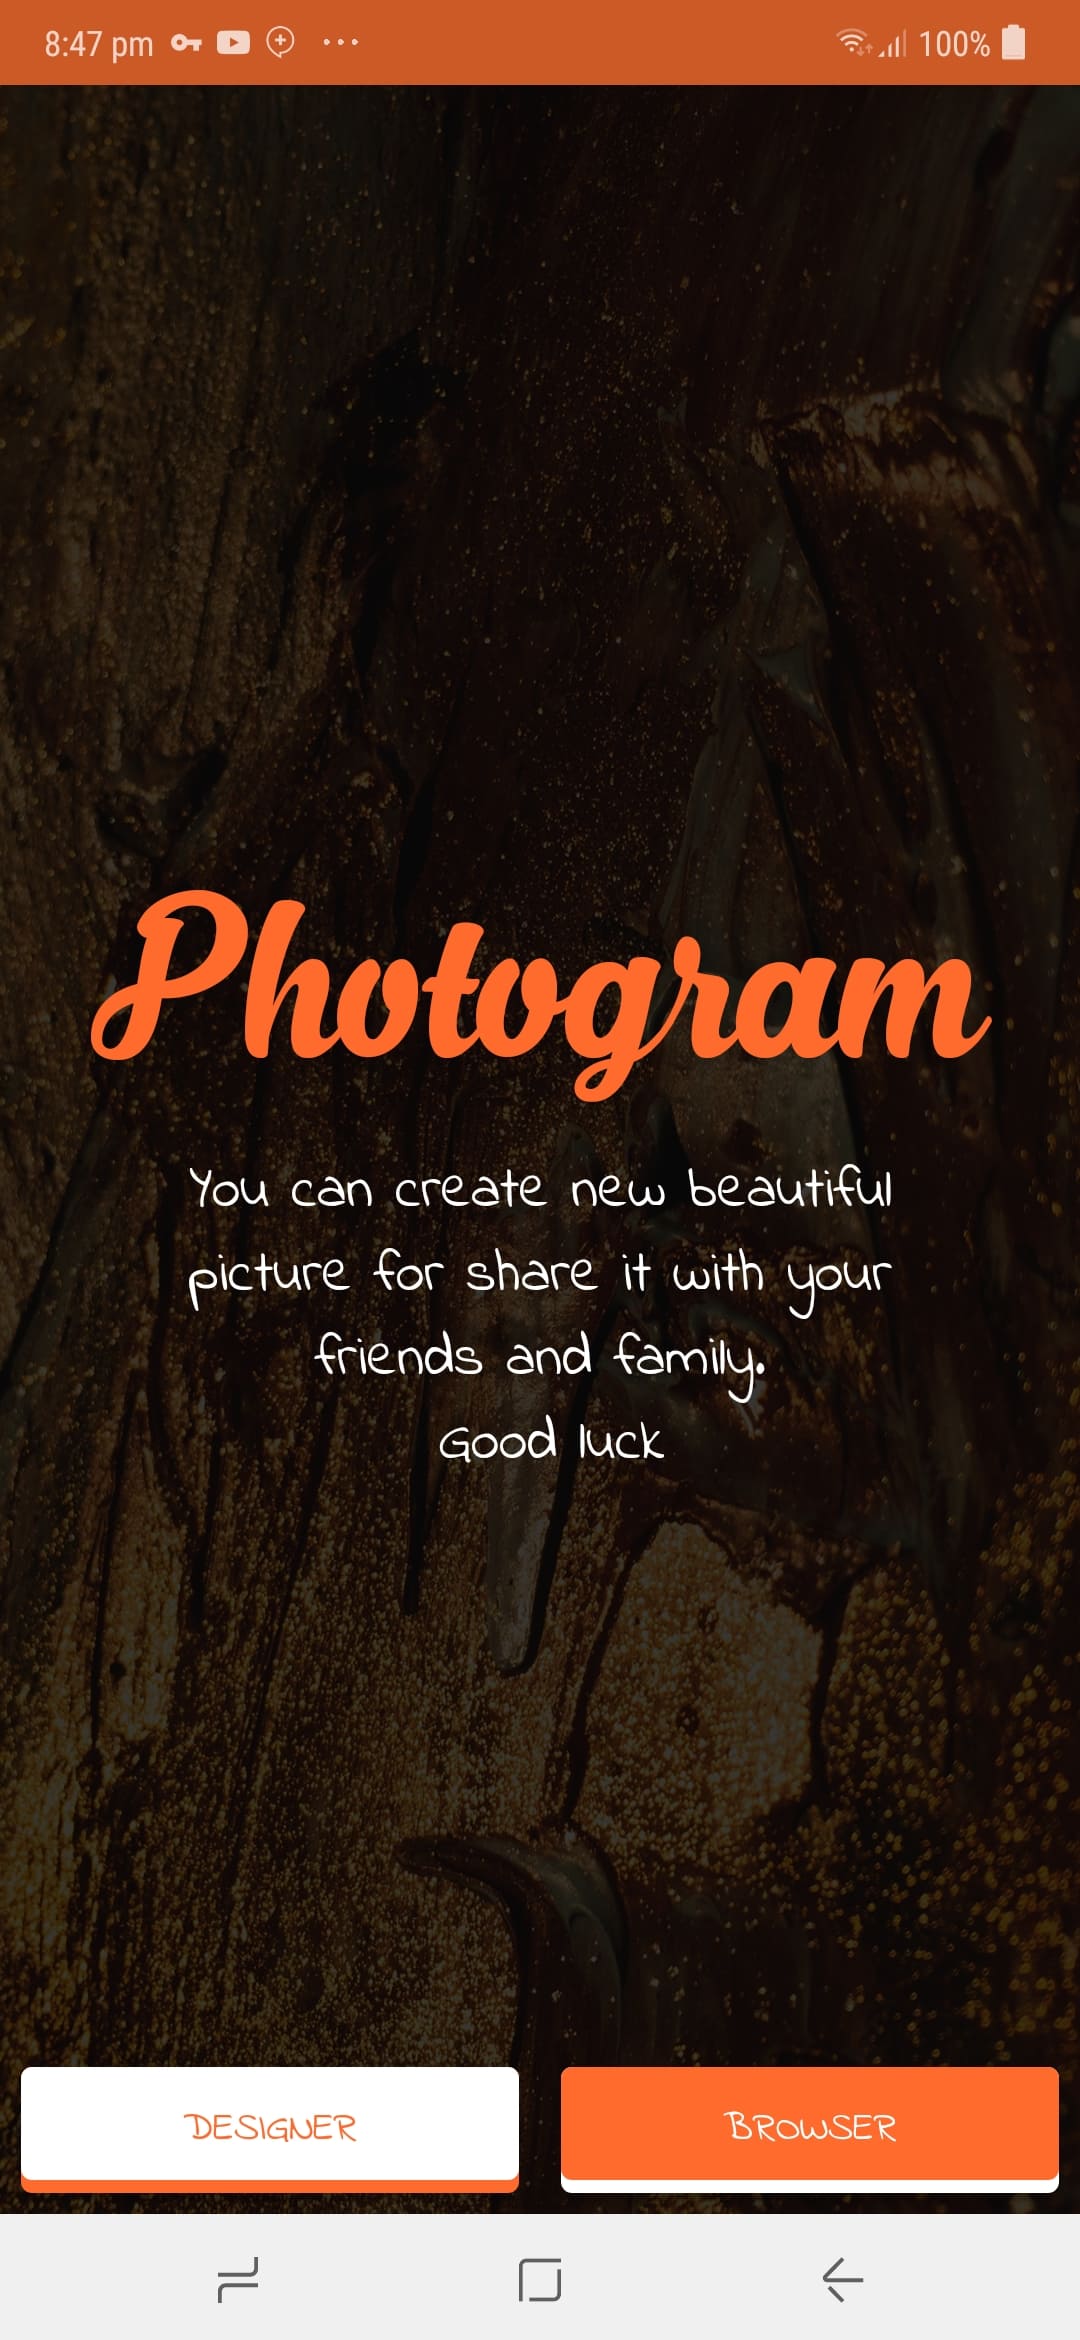 8:47 pm 100%
Photogram
You can create new beautiful
picture for share it with your
friends and family.
Good luck
DESIGNER BROWSER